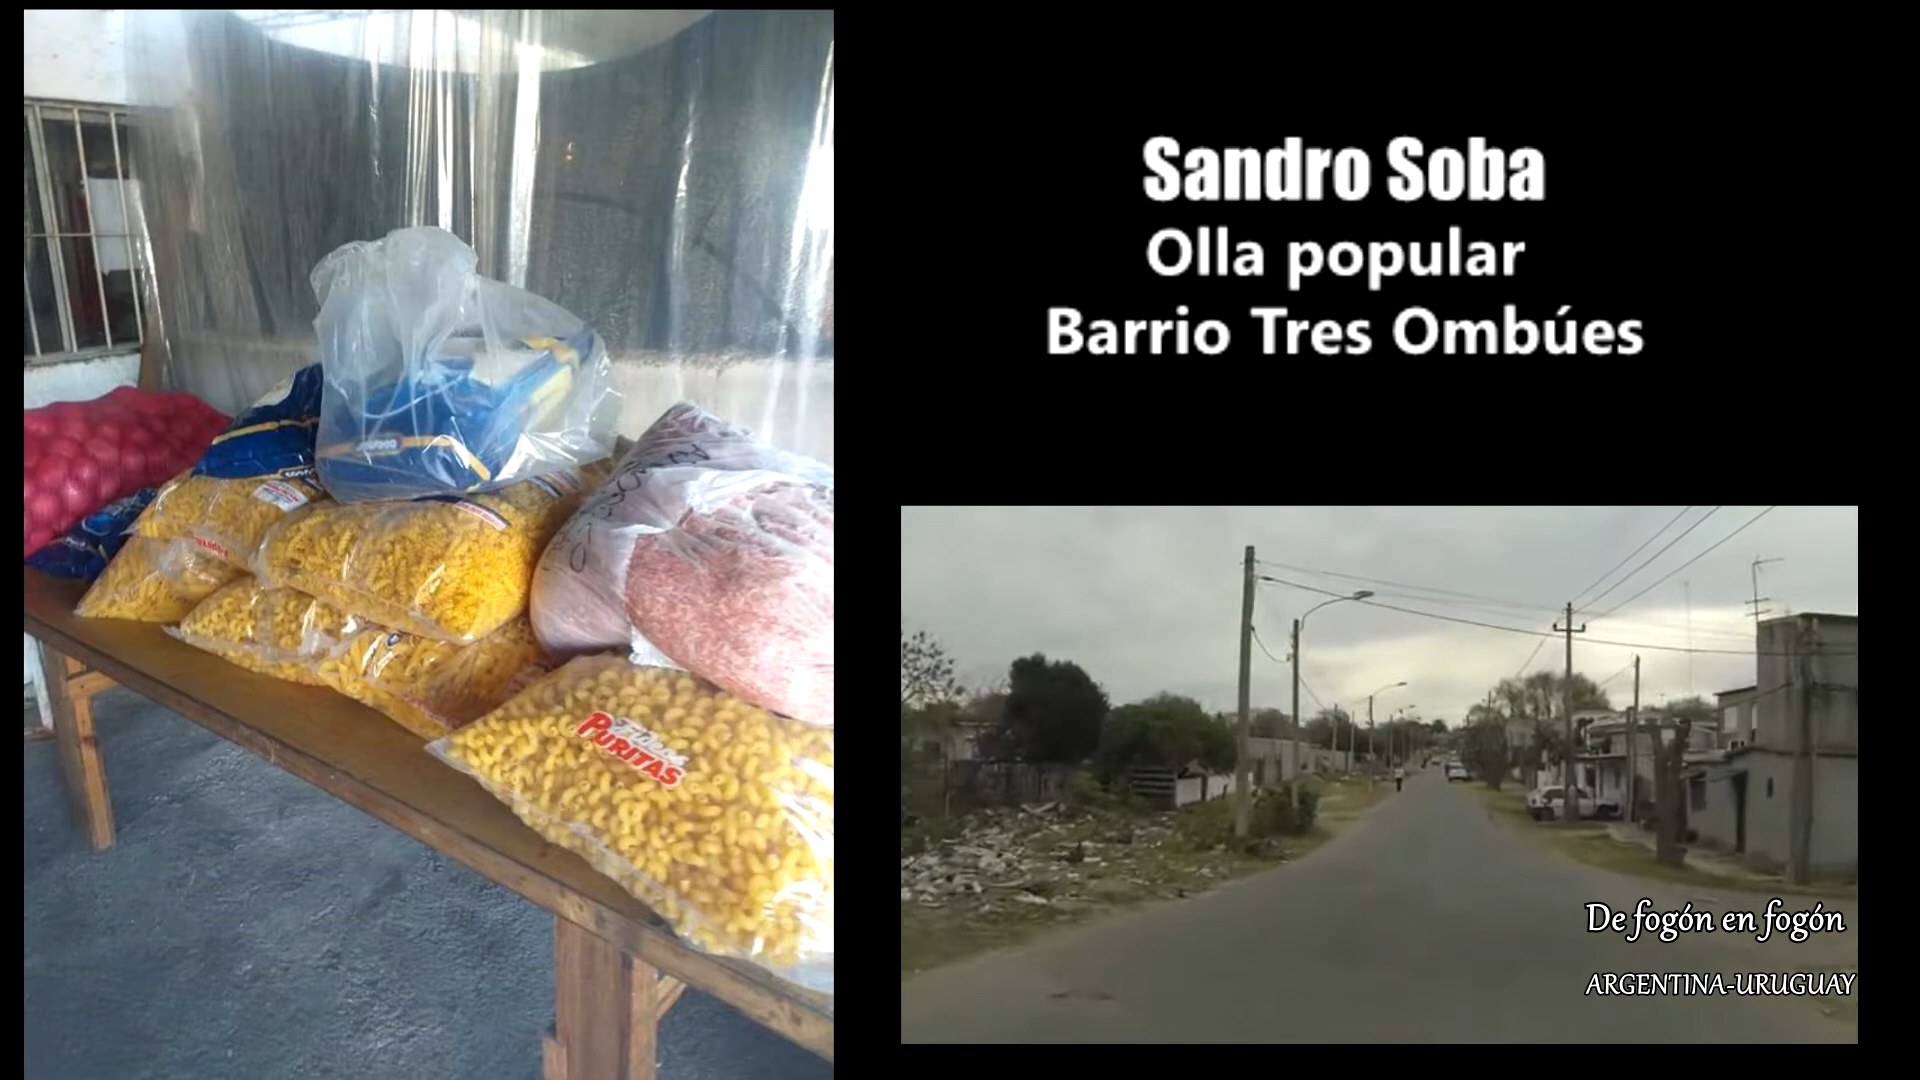 Sandro Soba
Olla popular
Barrio Tres Ombúes
PURITAS
De fogón en fogón
ARGENTINA-URUGUAY